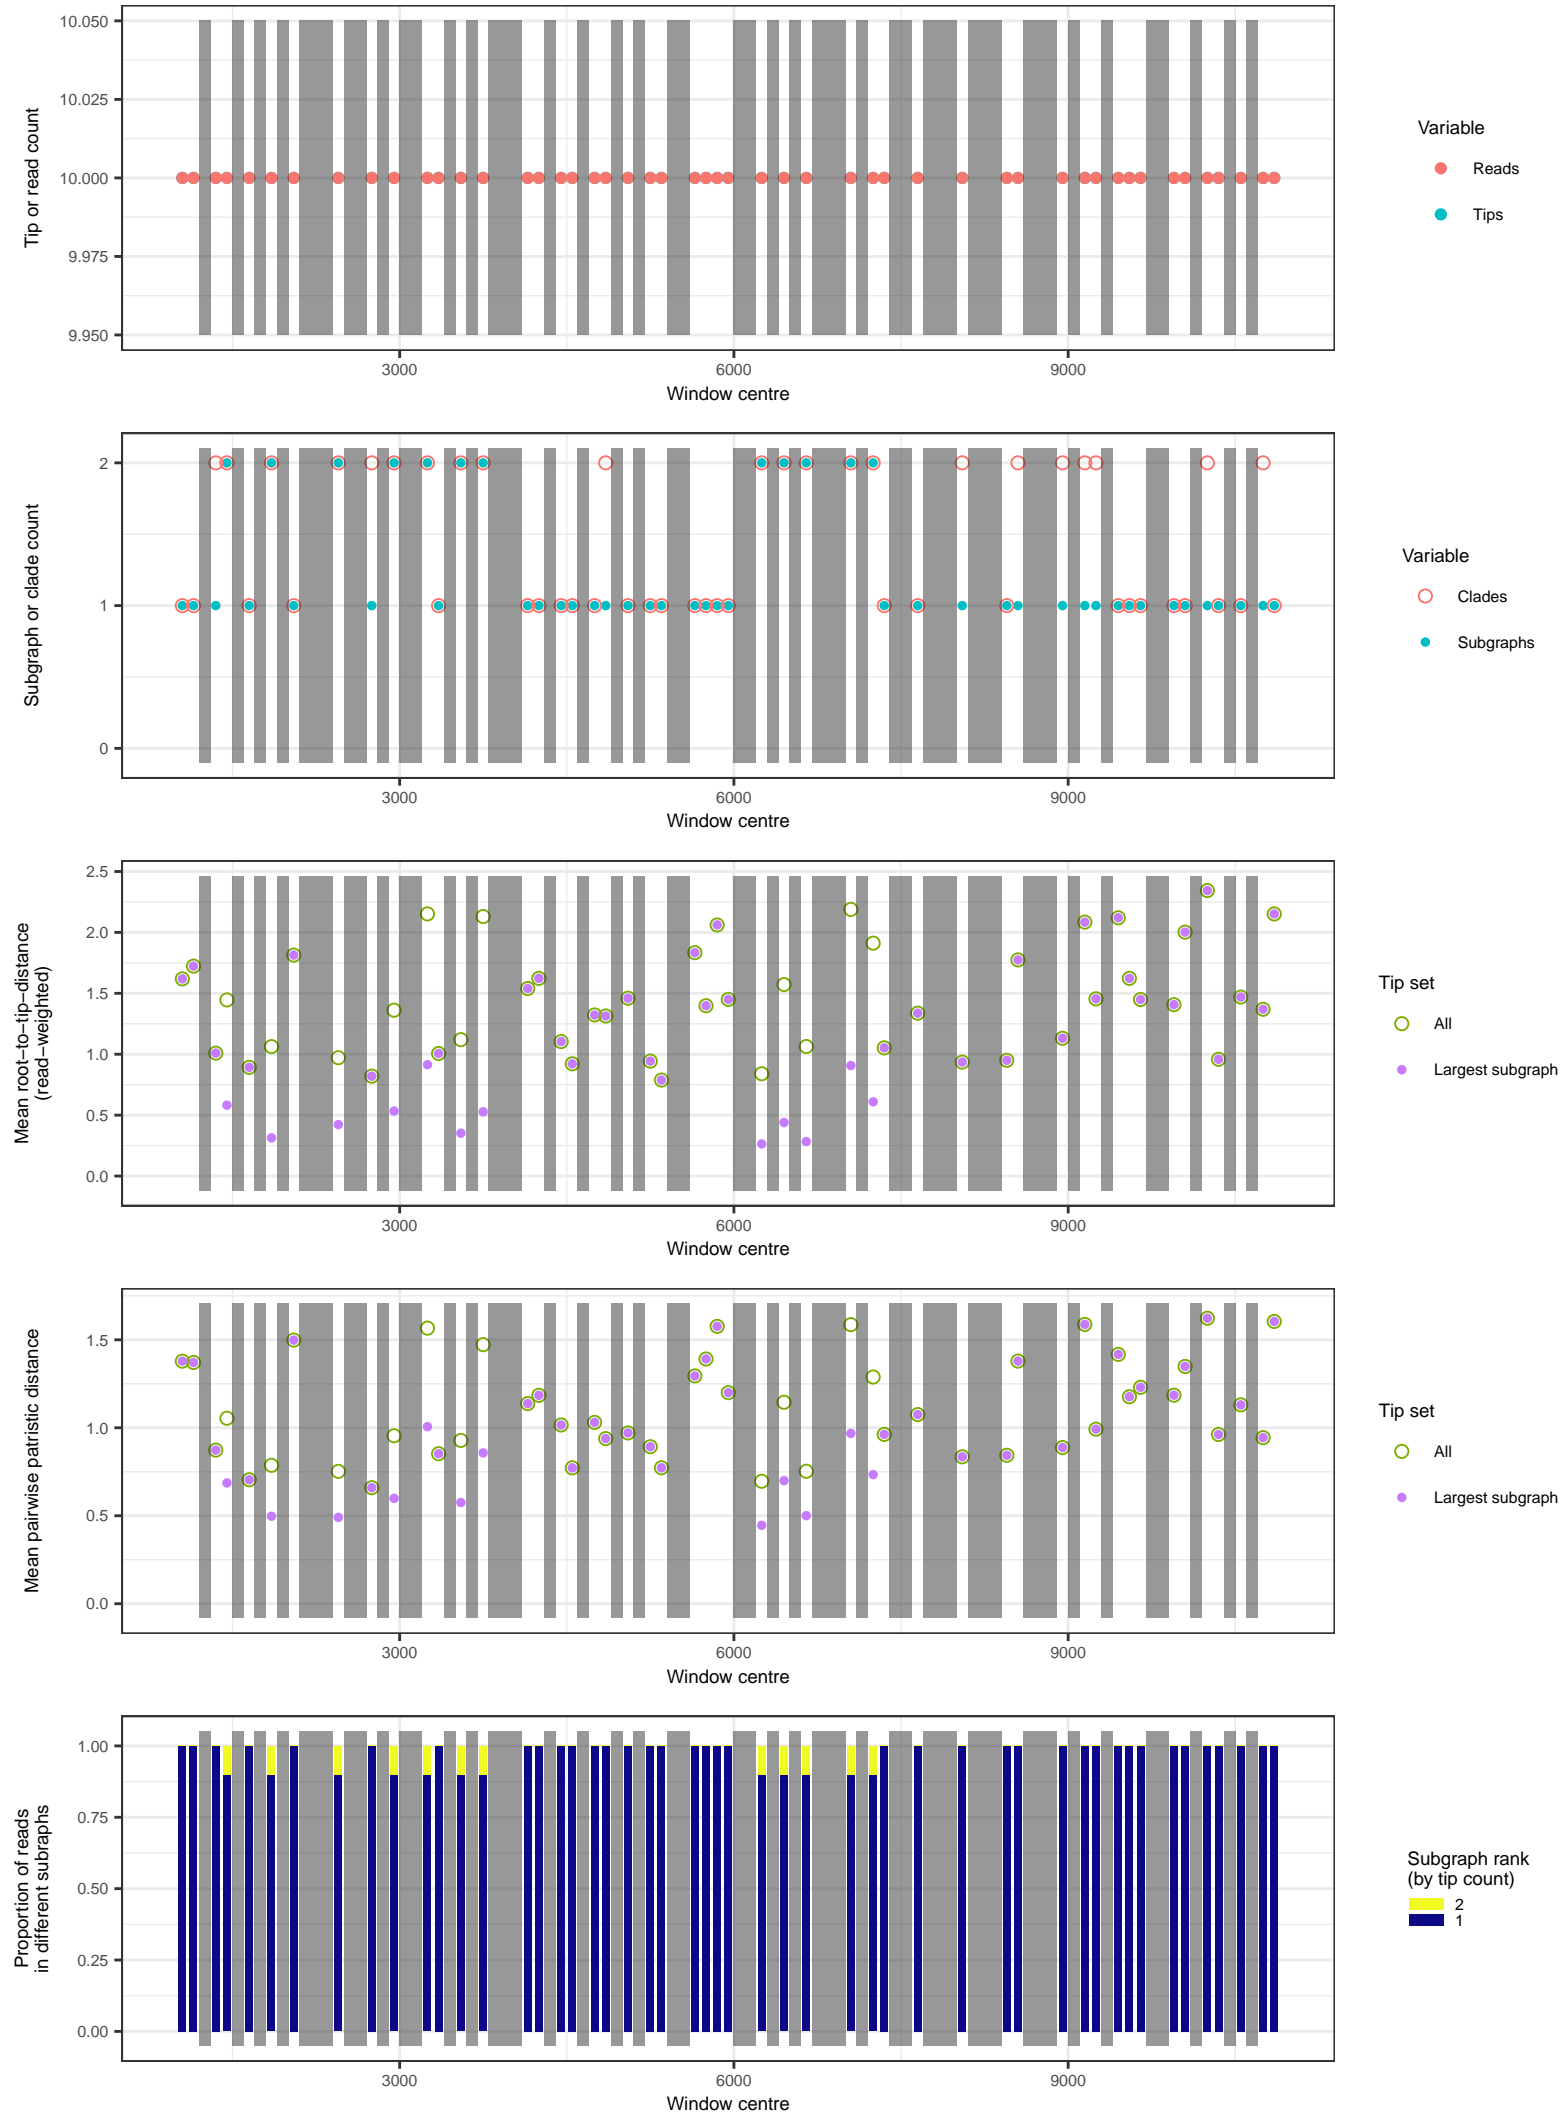 10.050
10.025
10.000
9.975
9.950
Tip or read count
3000
6000
9000
Window centre
Variable
Reads
Tips
2
1
0
Subgraph or clade count
3000
6000
9000
Window centre
Variable
Clades
Subgraphs
2.5
2.0
1.5
1.0
0.5
0.0
Mean root−to−tip−distance
(read−weighted)
3000
6000
9000
Window centre
Tip set
All
Largest subgraph
1.5
1.0
0.5
0.0
Mean pairwise patristic distance
3000
6000
9000
Window centre
Tip set
All
Largest subgraph
1.00
0.75
0.50
0.25
0.00
Proportion of reads
in different subraphs
3000
6000
9000
Window centre
Subgraph rank
(by tip count)
2
1